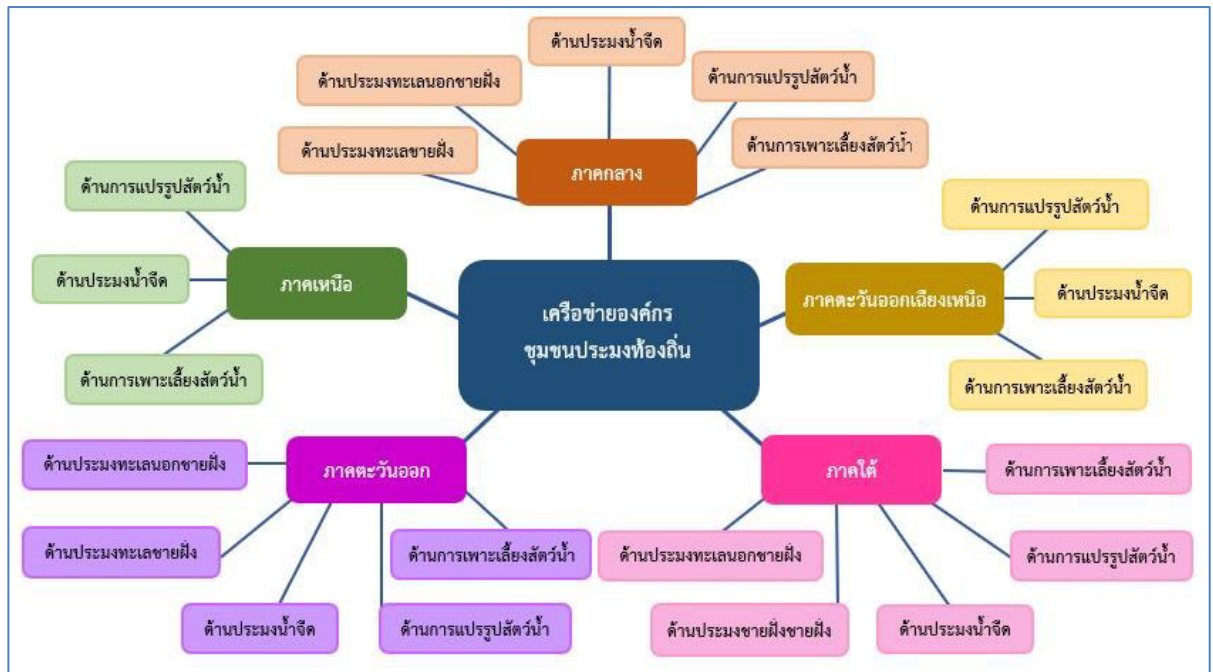 ด้านประมงน้ำจืด
ด้านประมงทะเลนอกชายฝั่ง
ด้านการแปรรูปสัตว์น้ำ
ด้านประมงทะเลชายฝั่ง
ด้านการเพาะเลี้ยงสัตว์น้ำ
ภาคกลาง
ด้านการแปรรูปสัตว์น้ำ
ด้านประมงน้ำจืด
ด้านการเพาะเลี้ยงสัตว์น้ำ
ภาคเหนือ
เครือข่ายองค์กร
ชุมชนประมงท้องถิ่น
ภาคตะวันออกเฉียงเหนือ
ด้านการแปรรูปสัตว์น้ำ
ด้านประมงน้ำจืด
ด้านการเพาะเลี้ยงสัตว์น้ำ
ภาคตะวันออก
ด้านประมงทะเลนอกชายฝั่ง
ด้านประมงทะเลชายฝั่ง
ด้านประมงน้ำจืด
ด้านการแปรรูปสัตว์น้ำ
ด้านการเพาะเลี้ยงสัตว์น้ำ
ภาคใต้
ด้านการเพาะเลี้ยงสัตว์น้ำ
ด้านการแปรรูปสัตว์น้ำ
ด้านประมงทะเลนอกชายฝั่ง
ด้านประมงชายฝั่งชายฝั่ง
ด้านประมงน้ำจืด